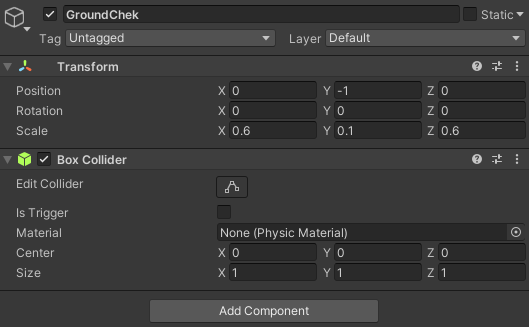 GroundChek Static
Tag Untagged Layer Default
Transform
Position X 0 Y -1 Z 0
Rotation X 0 Y 0 Z 0
Scale X 0.6 Y 0.1 Z 0.6
Box Collider
Edit Collider
Is Trigger
Material None (Physic Material)
Center X 0 Y 0 Z 0
Size X 1 Y 1 Z 1
Add Component